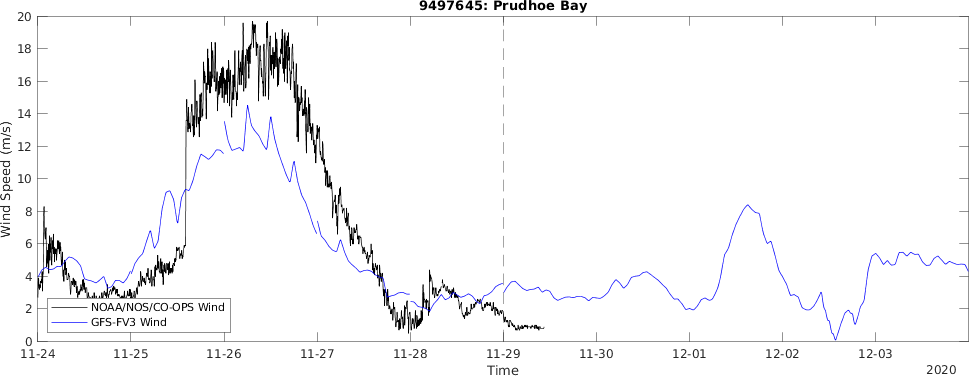 9497645: Prudhoe Bay
20
18
16
14
12
10
8
6
4
2
0
Wind Speed (m/s)
NOAA/NOS/CO-OPS Wind
GFS-FV3 Wind
11-24 11-25 11-26 11-27 11-28 11-29 11-30 12-01 12-02 12-03
Time
2020